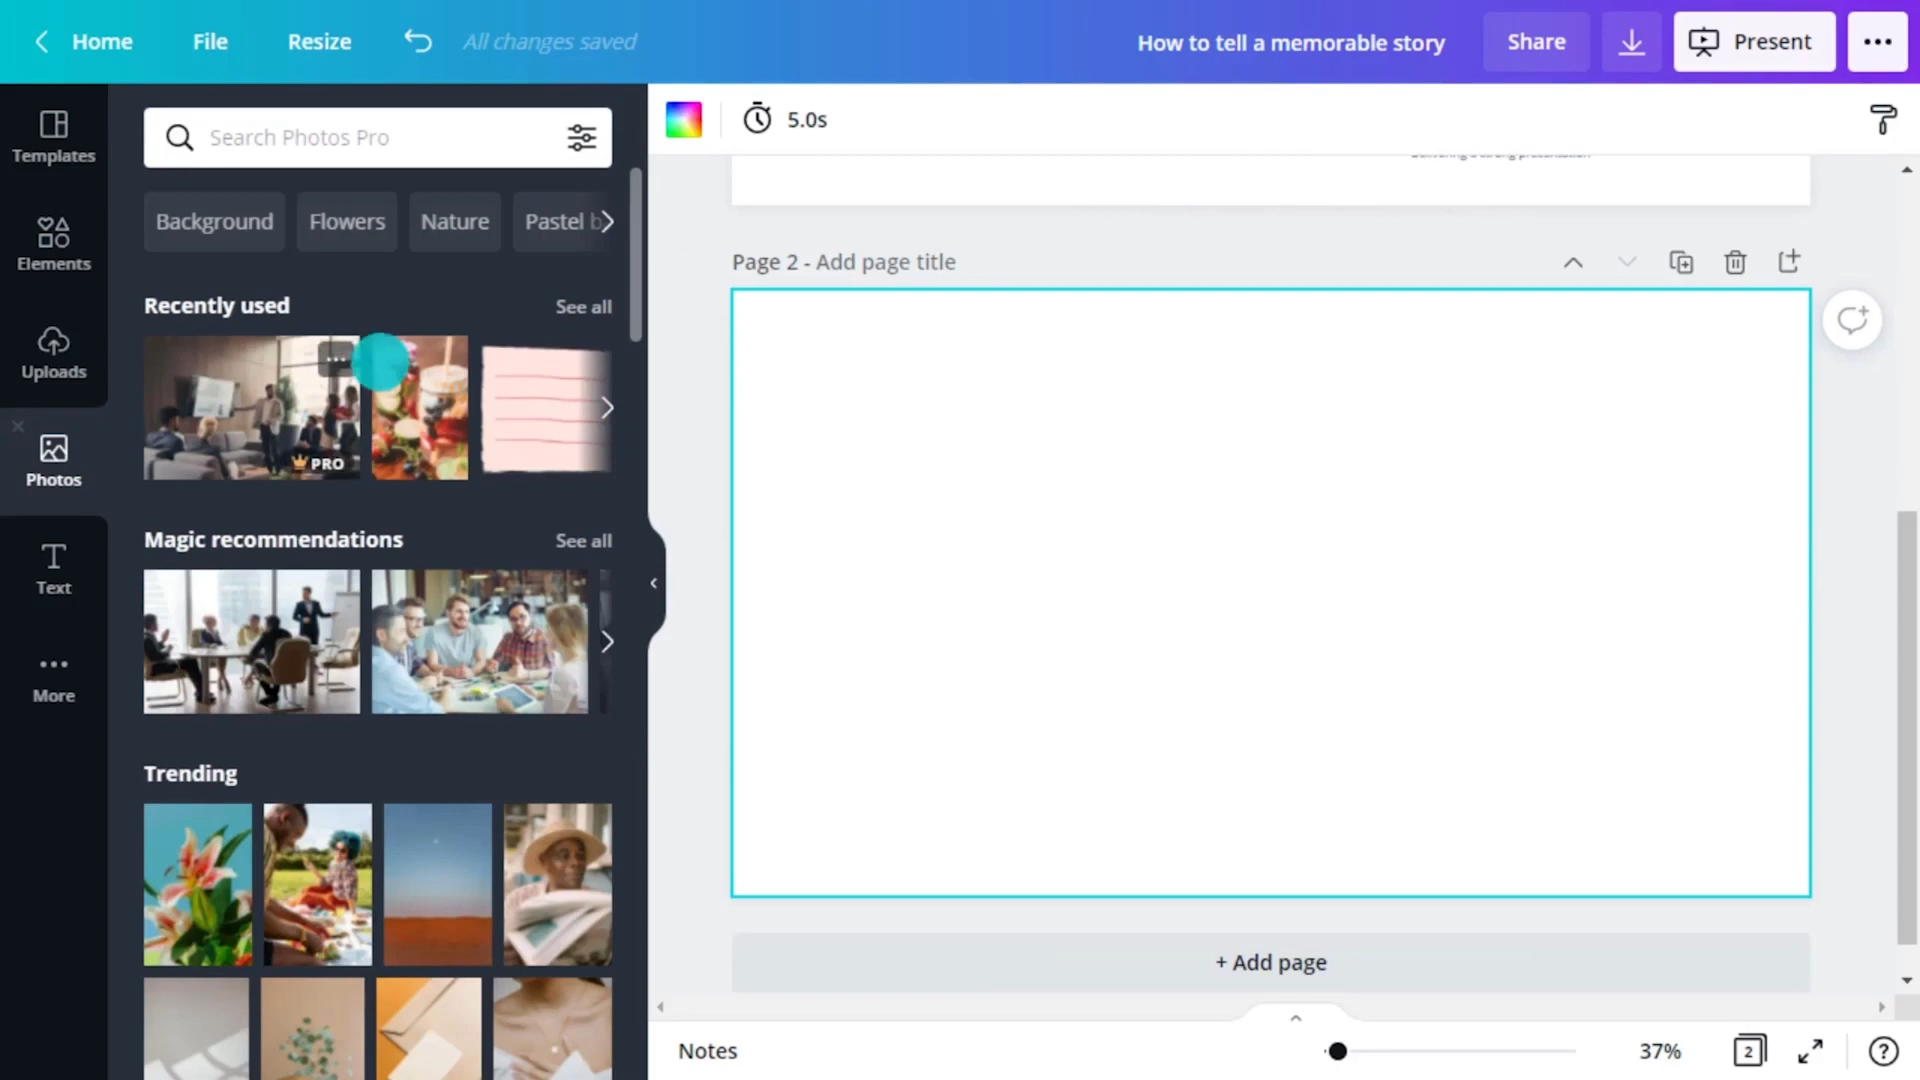 Home
File
Resize
All changes saved
How to tell a memorable story
Share
Present
Templates
Elements
Uploads
Photos
Text
More
Search Photos Pro
Background
Flowers
Nature
Pastel b
Recently used
See all
PRO
Magic recommendations
See all
Trending
5.0s
Page 2 - Add page title
+ Add page
Notes
37%
2